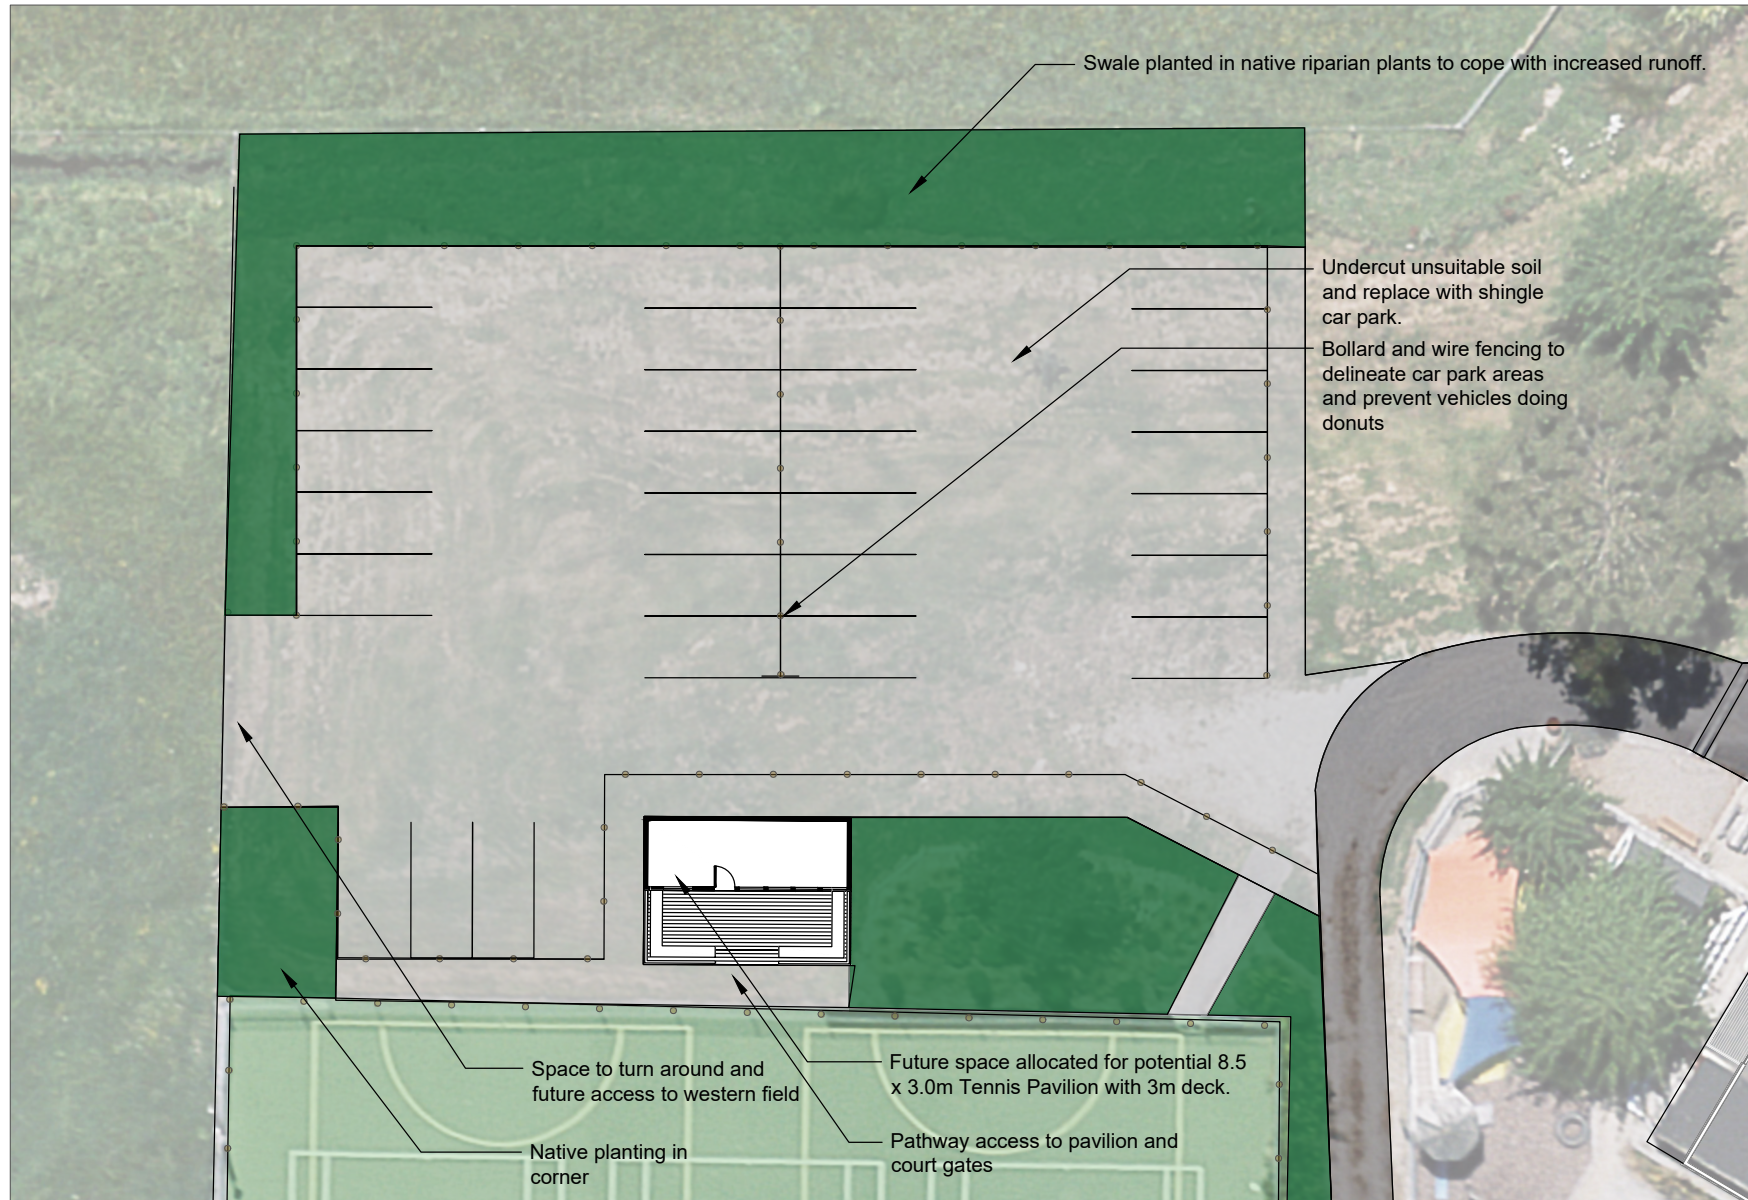 Swale planted in native riparian plants to cope with increased runoff.
Undercut unsuitable soil
and replace with shingle
car park.
Bollard and wire fencing to
delineate car park areas
and prevent vehicles doing
donuts
Space to turn around and
future access to western field
Future space allocated for potential 8.5
x 3.0m Tennis Pavilion with 3m deck.
Native planting in
corner
Pathway access to pavilion and
court gates